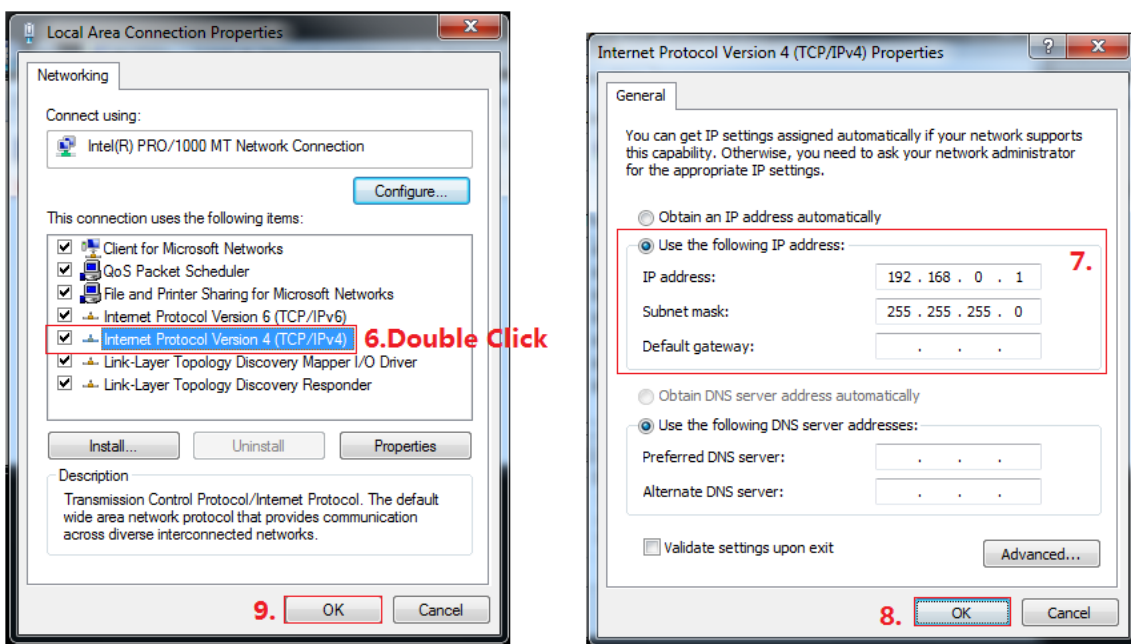 Local Area Connection Properties
Networking
Connect using:
Intel(R) PRO/1000 MT Network Connection
Configure...
This connection uses the following items:
Client for Microsoft Networks
QoS Packet Scheduler
File and Printer Sharing for Microsoft Networks
Internet Protocol Version 6 (TCP/IPv6)
Internet Protocol Version 4 (TCP/IPv4) 6.Double Click
Link-Layer Topology Discovery Mapper I/O Driver
Link-Layer Topology Discovery Responder
Install... Uninstall Properties
Description
Transmission Control Protocol/Internet Protocol. The default
wide area network protocol that provides communication
across diverse interconnected networks.
9. OK Cancel
Internet Protocol Version 4 (TCP/IPv4) Properties
General
You can get IP settings assigned automatically if your network supports
this capability. Otherwise, you need to ask your network administrator
for the appropriate IP settings.
Obtain an IP address automatically
Use the following IP address:
7.
IP address: 192 . 168 . 0 . 1
Subnet mask: 255 . 255 . 255 . 0
Default gateway: . . .
Obtain DNS server address automatically
Use the following DNS server addresses:
Preferred DNS server: . . .
Alternate DNS server: . . .
Validate settings upon exit
Advanced...
8. OK Cancel